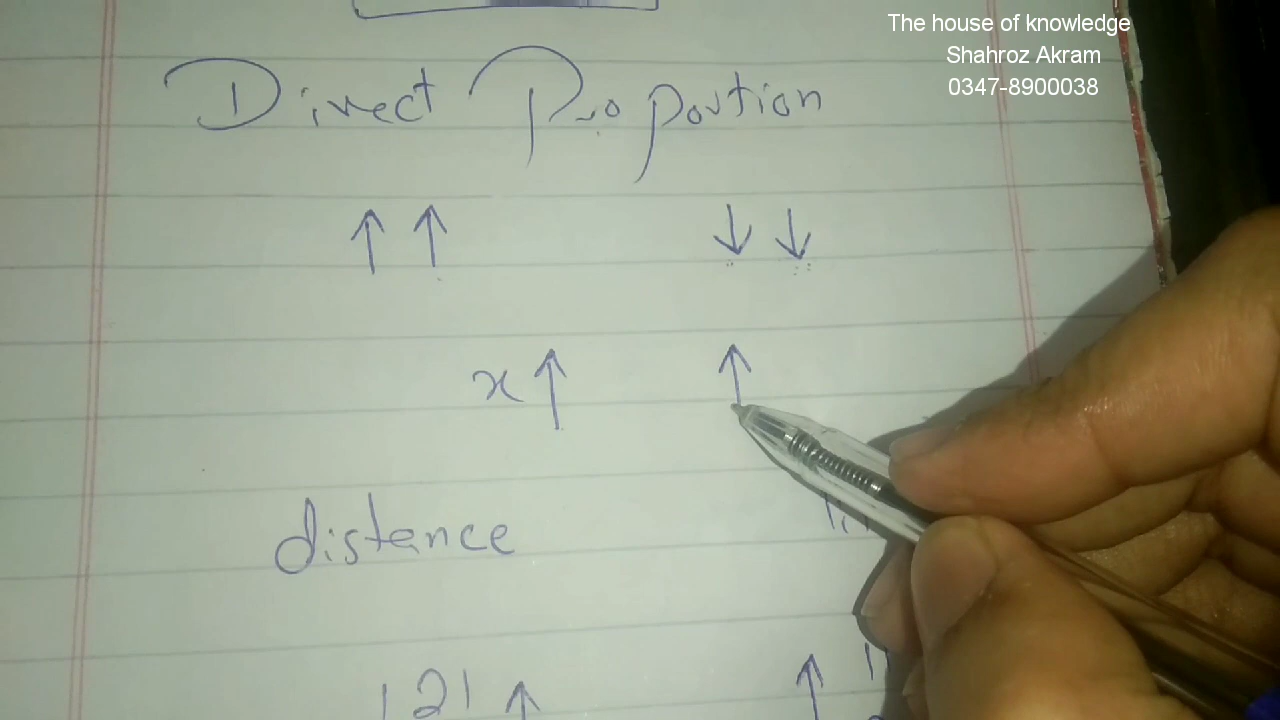 The house of knowledge
Shahroz Akram
0347-8900038
Direct Proportion
↑ ↑ ↓ ↓
x ↑ ↑
distence
↑ ↑